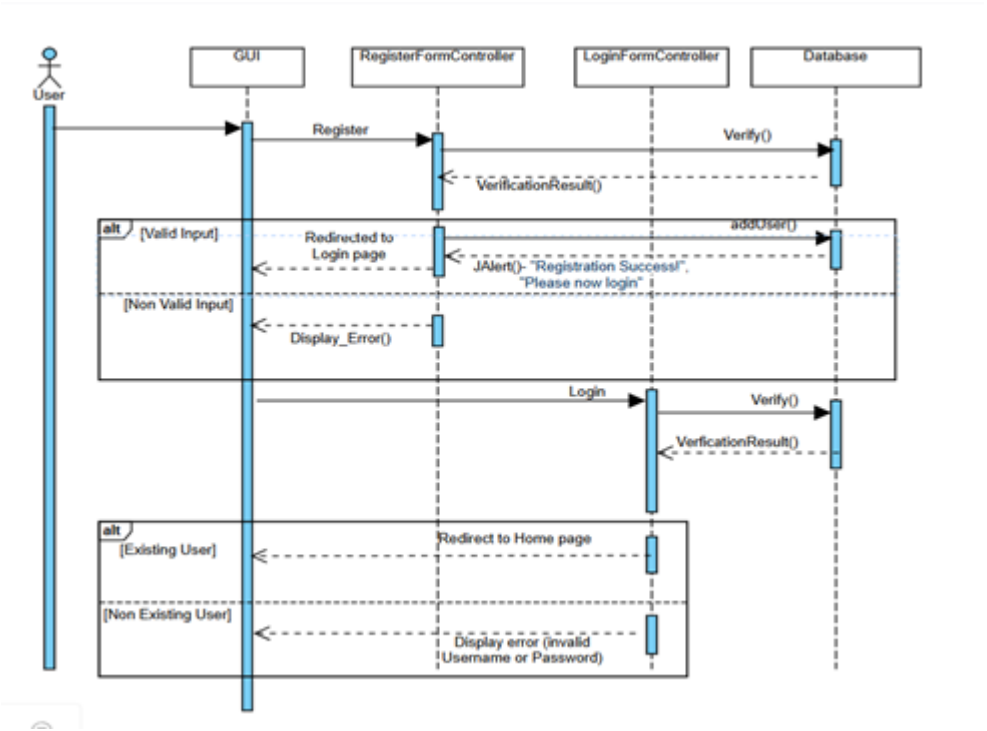 User
GUI
RegisterFormController
LoginFormController
Database
Register
Verify()
VerificationResult()
alt
[Valid Input]
addUser()
Redirected to
Login page
JAlert()- "Registration Success!",
"Please now login"
[Non Valid Input]
Display_Error()
Login
Verify()
VerficationResult()
alt
[Existing User]
Redirect to Home page
[Non Existing User]
Display error (invalid
Username or Password)